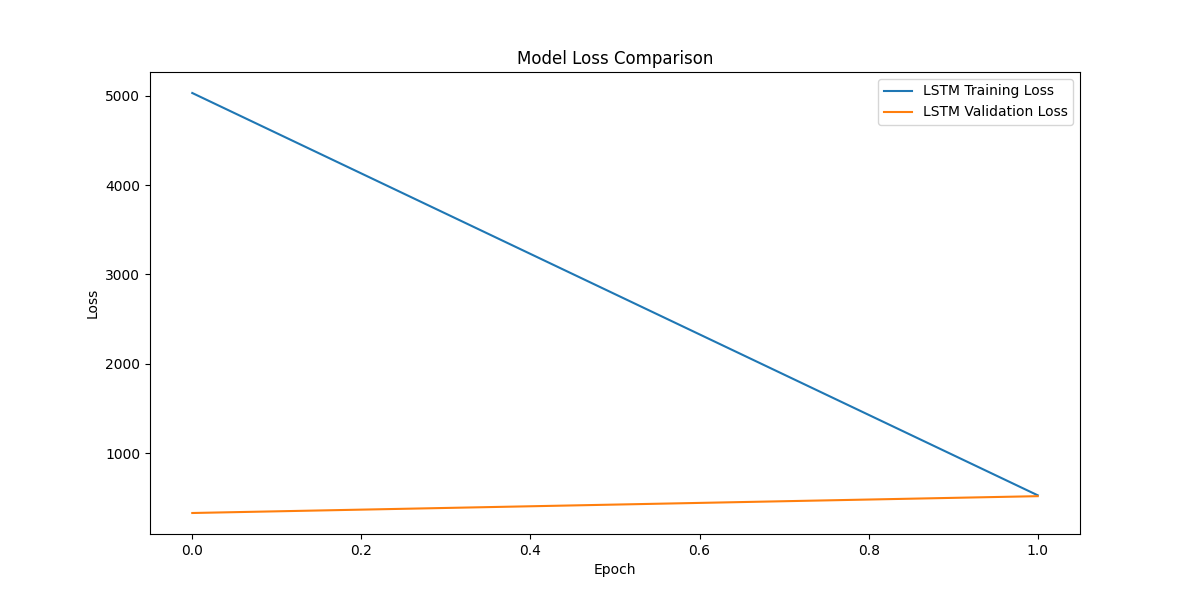 Model Loss Comparison
LSTM Training Loss
LSTM Validation Loss
5000
4000
3000
2000
1000
Loss
0.0
0.2
0.4
0.6
0.8
1.0
Epoch